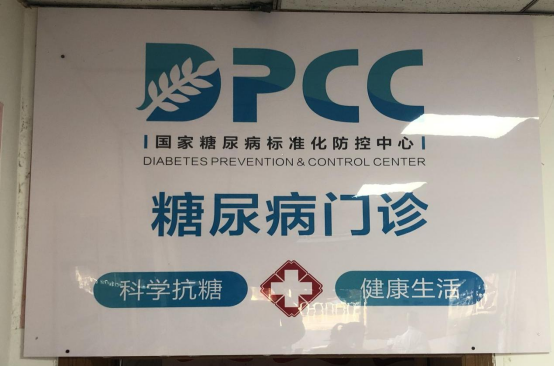 DPCC
国家糖尿病标准化防控中心
DIABETES PREVENTION & CONTROL CENTER
糖尿病门诊
科学抗糖
健康生活